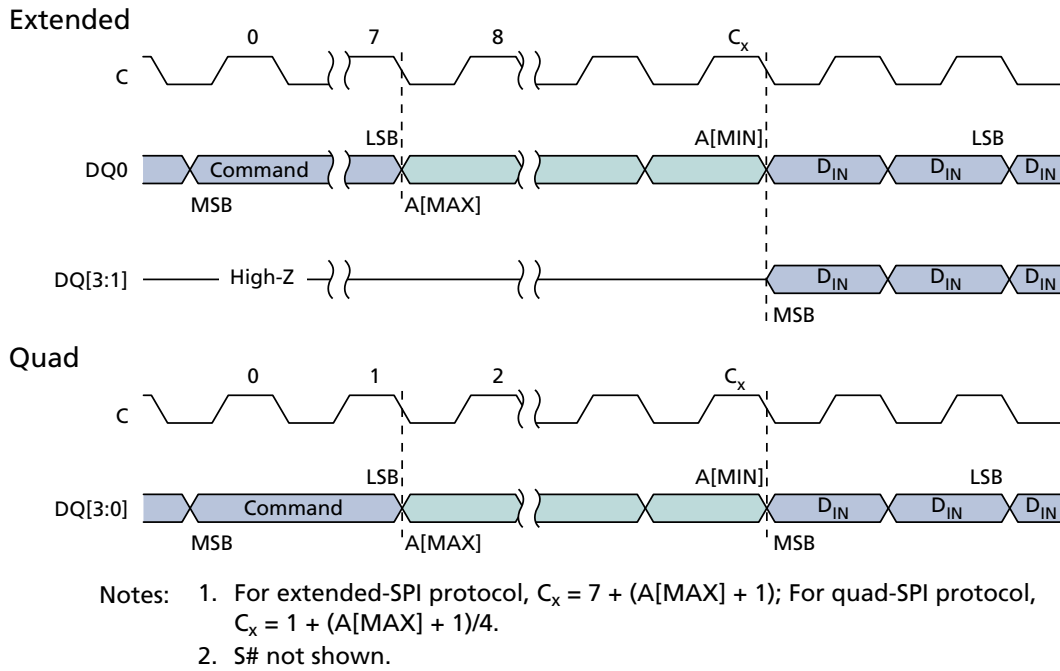 Extended
0 7 8 Cx
C
LSB A[MIN] LSB
DQ0 Command DIN DIN DIN
MSB A[MAX]
DQ[3:1] High-Z DIN DIN DIN
MSB
Quad
0 1 2 Cx
C
LSB A[MIN] LSB
DQ[3:0] Command DIN DIN DIN
MSB A[MAX] MSB
Notes: 1. For extended-SPI protocol, Cx = 7 + (A[MAX] + 1); For quad-SPI protocol,
Cx = 1 + (A[MAX] + 1)/4.
2. S# not shown.